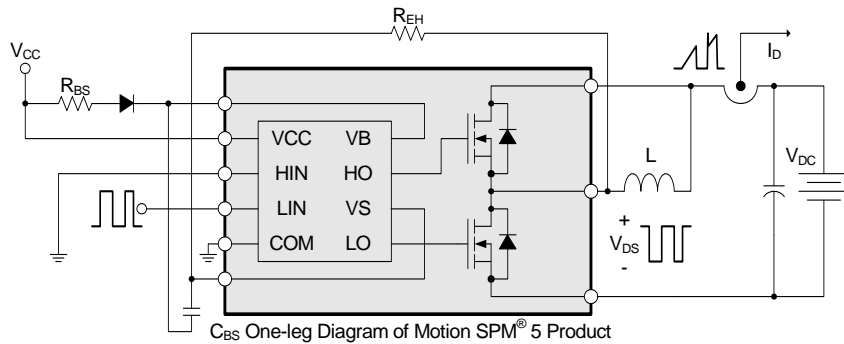 R_EH
V_CC
R_BS
I_D
VCC VB
HIN HO
LIN VS
COM LO
L
V_DC
+
V_DS
-
C_BS One-leg Diagram of Motion SPM® 5 Product